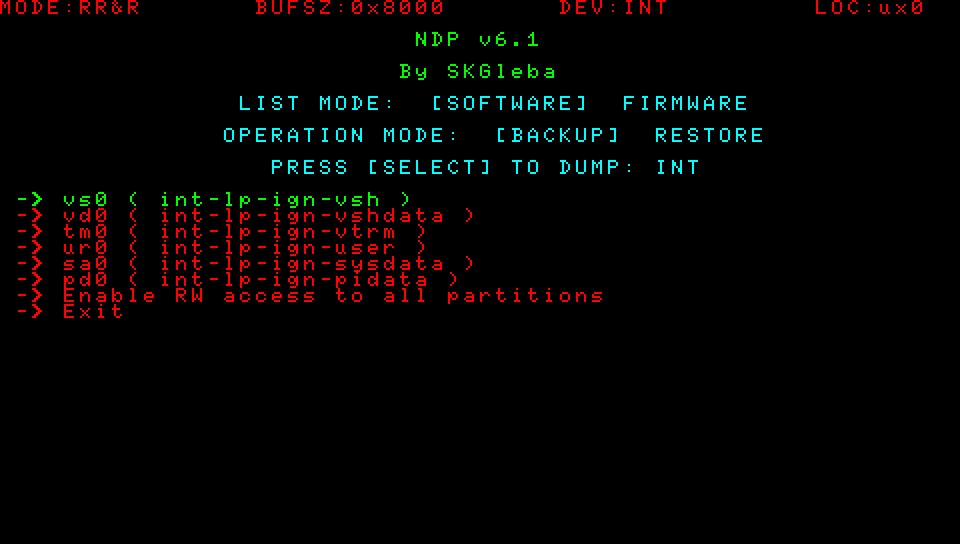 MODE:RR&R BUFSZ:0x8000 DEV:INT LOC:ux0
NDP v6.1
By SKGleba
LIST MODE: [SOFTWARE] FIRMWARE
OPERATION MODE: [BACKUP] RESTORE
PRESS [SELECT] TO DUMP: INT
-> vs0 ( int-lp-ign-vsh )
-> vd0 ( int-lp-ign-vshdata )
-> tm0 ( int-lp-ign-vtrm )
-> ur0 ( int-lp-ign-user )
-> sa0 ( int-lp-ign-sysdata )
-> pd0 ( int-lp-ign-pidata )
-> Enable RW access to all partitions
-> Exit